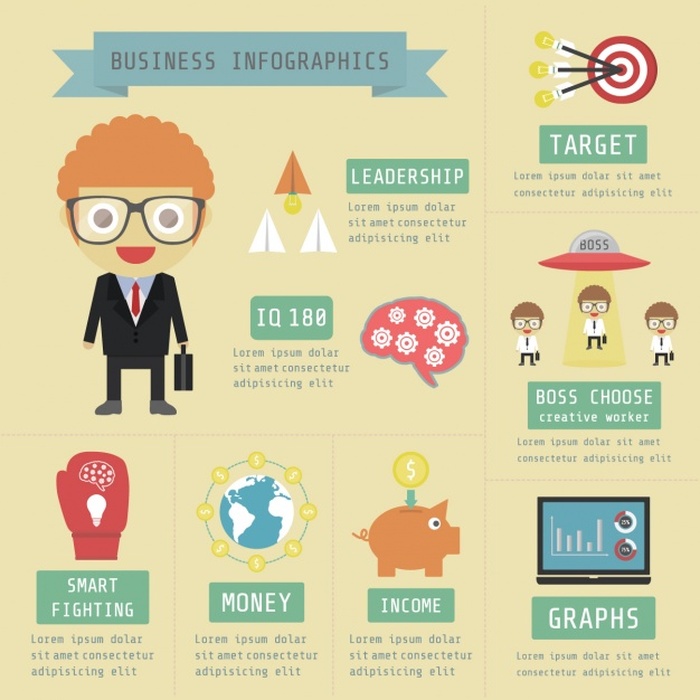 BUSINESS INFOGRAPHICS
LEADERSHIP
Lorem ipsum dolar
sit amet consectetur
adipisicing elit
IQ 180
Lorem ipsum dolar
sit amet consectetur
adipisicing elit
TARGET
Lorem ipsum dolar sit amet
consectetur adipisicing elit
BOSS
BOSS CHOOSE
creative worker
Lorem ipsum dolar sit amet
consectetur adipisicing elit
SMART
FIGHTING
Lorem ipsum dolar
sit amet consectetur
adipisicing elit
$
MONEY
Lorem ipsum dolar
sit amet consectetur
adipisicing elit
$
INCOME
Lorem ipsum dolar
sit amet consectetur
adipisicing elit
25%
75%
GRAPHS
Lorem ipsum dolar sit amet
consectetur adipisicing elit